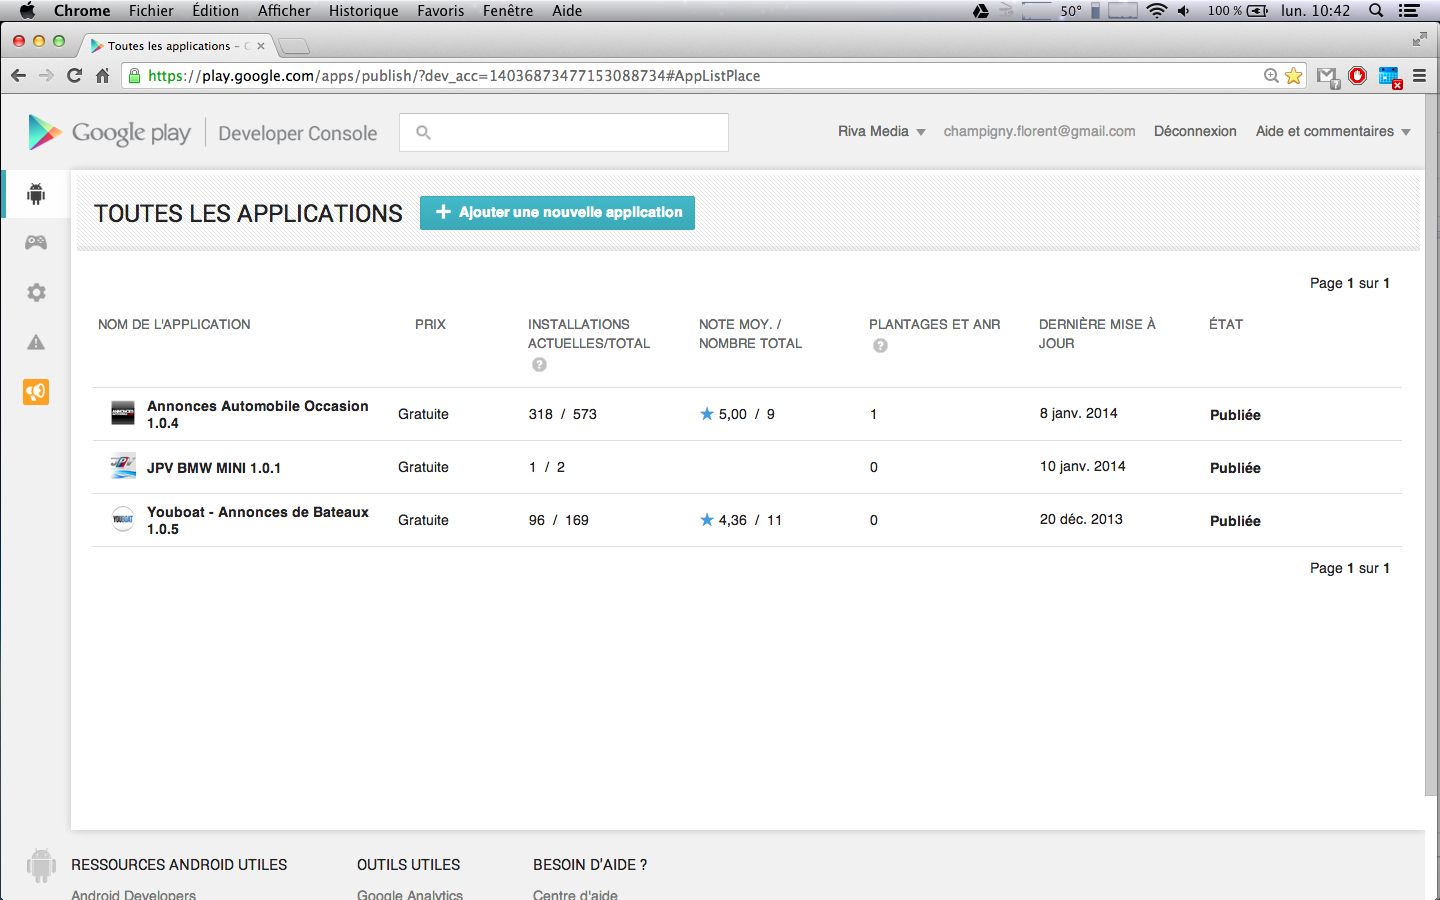 Chrome Fichier Édition Afficher Historique Favoris Fenêtre Aide 50° 100 % lun. 10:42
Toutes les applications –
https://play.google.com/apps/publish/?dev_acc=14036873477153088734#AppListPlace
Google play Developer Console Riva Media champigny.florent@gmail.com Déconnexion Aide et commentaires
TOUTES LES APPLICATIONS + Ajouter une nouvelle application
Page 1 sur 1
NOM DE L'APPLICATION PRIX INSTALLATIONS NOTE MOY. / PLANTAGES ET ANR DERNIÈRE MISE À ÉTAT
ACTUELLES/TOTAL NOMBRE TOTAL ? JOUR
?
Annonces Automobile Occasion
1.0.4 Gratuite 318 / 573 5,00 / 9 1 8 janv. 2014 Publiée
JPV BMW MINI 1.0.1 Gratuite 1 / 2 0 10 janv. 2014 Publiée
Youboat - Annonces de Bateaux
1.0.5 Gratuite 96 / 169 4,36 / 11 0 20 déc. 2013 Publiée
Page 1 sur 1
RESSOURCES ANDROID UTILES OUTILS UTILES BESOIN D'AIDE ?
Android Developers Google Analytics Centre d'aide